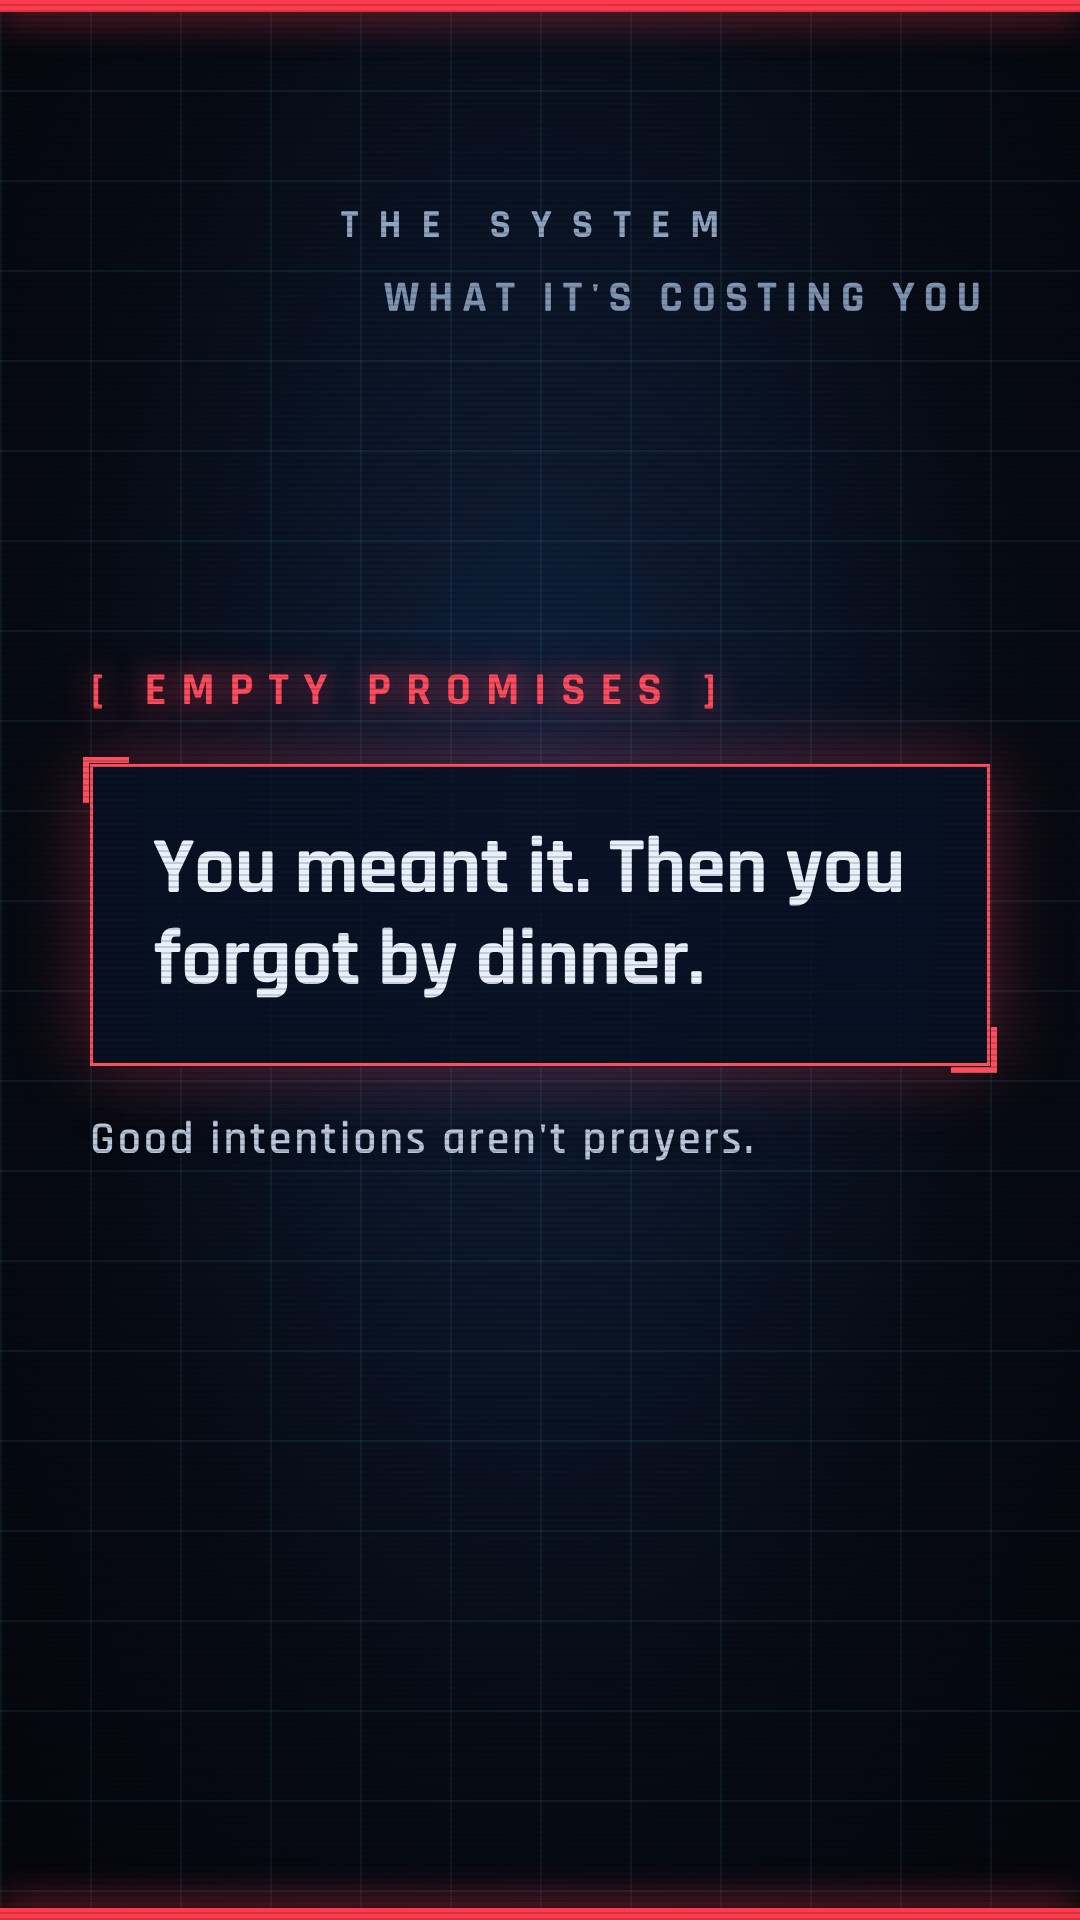 THE SYSTEM
WHAT IT'S COSTING YOU
[ EMPTY PROMISES ]
You meant it. Then you
forgot by dinner.
Good intentions aren't prayers.